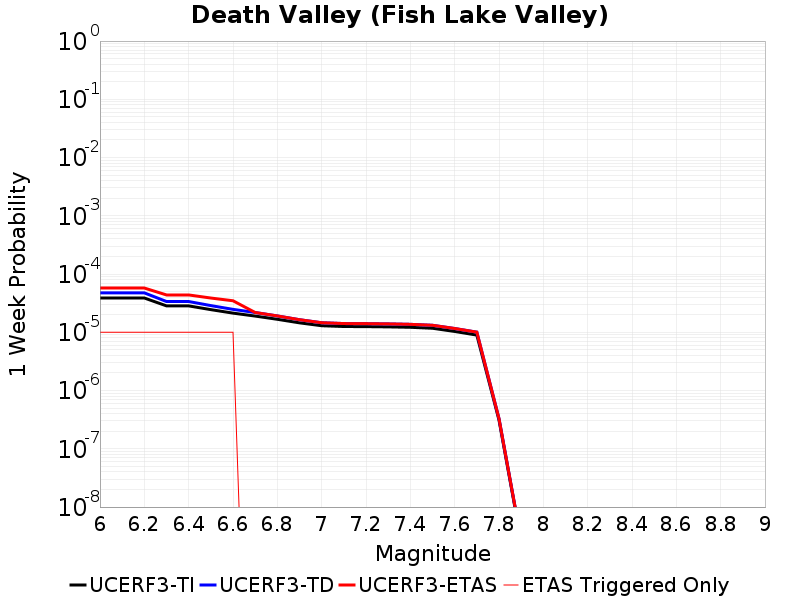 Death Valley (Fish Lake Valley)
10^0
10^-1
10^-2
10^-3
10^-4
10^-5
10^-6
10^-7
10^-8
1 Week Probability
6 6.2 6.4 6.6 6.8 7 7.2 7.4 7.6 7.8 8 8.2 8.4 8.6 8.8 9
Magnitude
UCERF3-TI UCERF3-TD UCERF3-ETAS ETAS Triggered Only